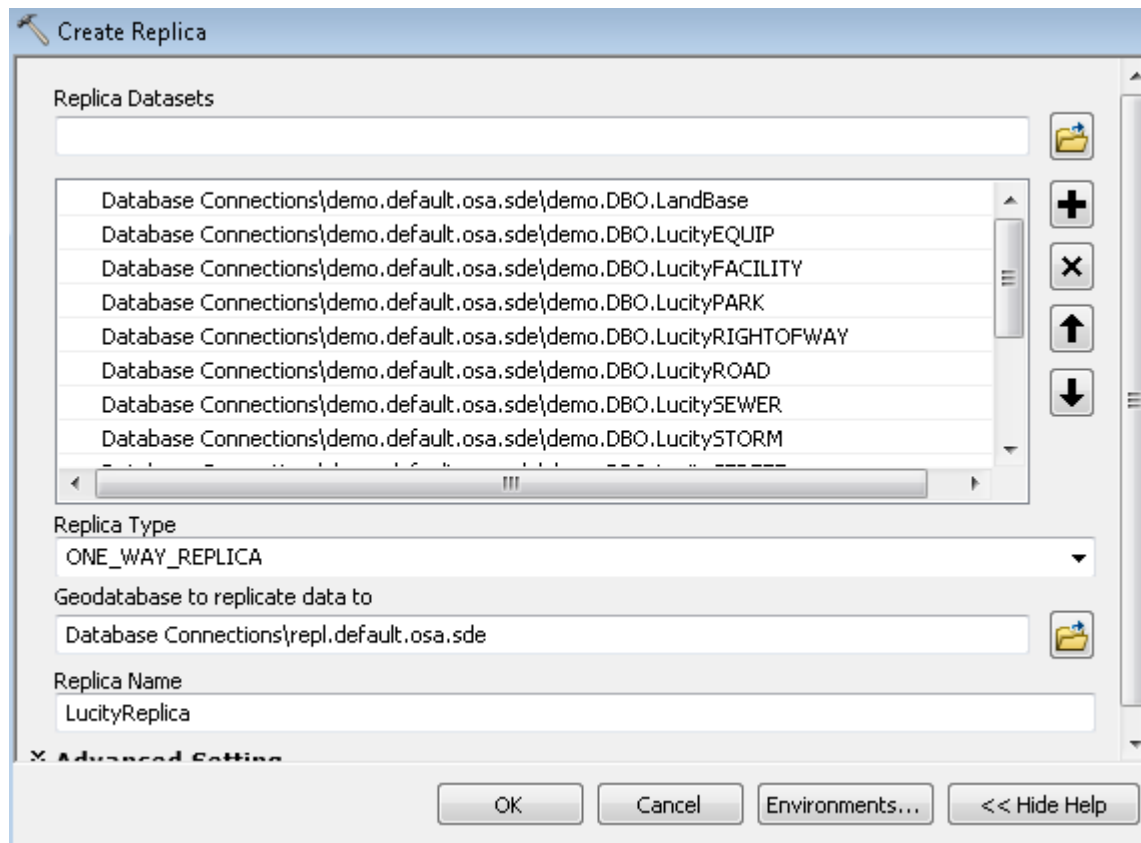 Create Replica
Replica Datasets
Database Connections\demo.default.osa.sde\demo.DBO.LandBase
Database Connections\demo.default.osa.sde\demo.DBO.LucityEQUIP
Database Connections\demo.default.osa.sde\demo.DBO.LucityFACILITY
Database Connections\demo.default.osa.sde\demo.DBO.LucityPARK
Database Connections\demo.default.osa.sde\demo.DBO.LucityRIGHTOFWAY
Database Connections\demo.default.osa.sde\demo.DBO.LucityROAD
Database Connections\demo.default.osa.sde\demo.DBO.LucitySEWER
Database Connections\demo.default.osa.sde\demo.DBO.LucitySTORM
Replica Type
ONE_WAY_REPLICA
Geodatabase to replicate data to
Database Connections\repl.default.osa.sde
Replica Name
LucityReplica
Advanced Setting
OK
Cancel
Environments...
<< Hide Help